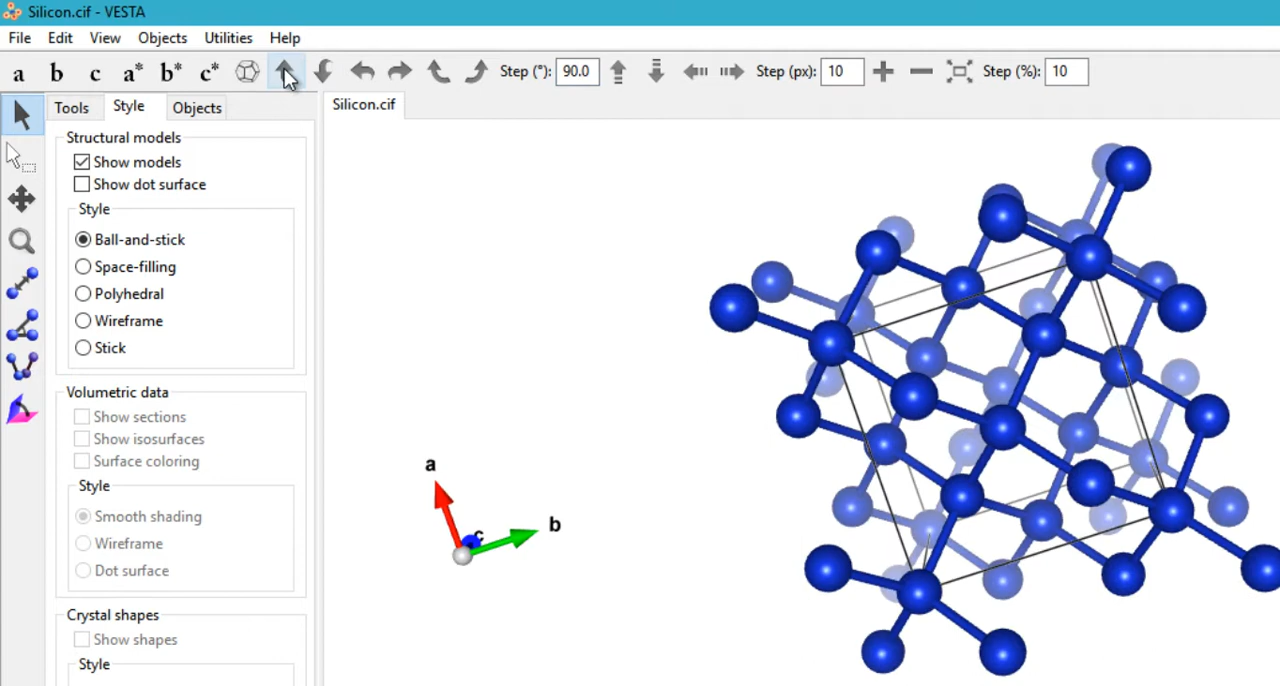 Silicon.cif - VESTA
File Edit View Objects Utilities Help
a b c a* b* c* Step (°): 90.0 Step (px): 10 Step (%): 10
Tools Style Objects
Silicon.cif
Structural models
Show models
Show dot surface
Style
Ball-and-stick
Space-filling
Polyhedral
Wireframe
Stick
Volumetric data
Show sections
Show isosurfaces
Surface coloring
Style
Smooth shading
Wireframe
Dot surface
Crystal shapes
Show shapes
Style
a
b
c